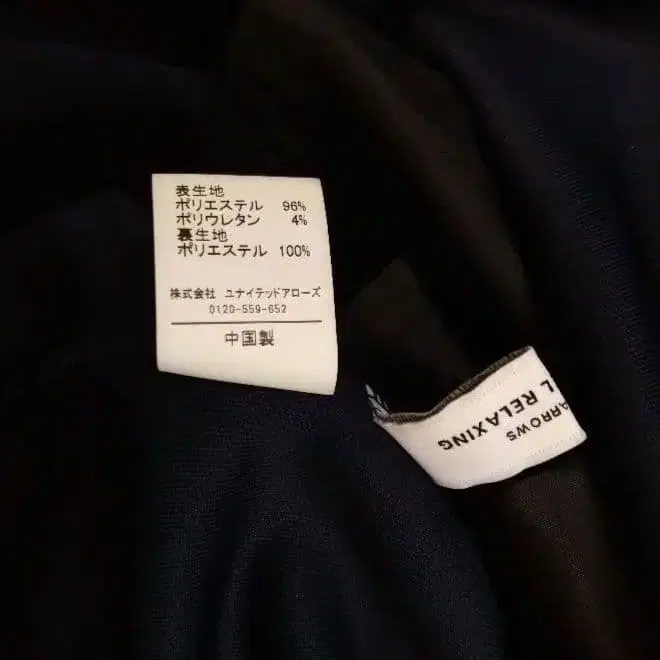 表生地
ポリエステル 96%
ポリウレタン 4%
裏生地
ポリエステル 100%
株式会社 ユナイテッドアローズ
0120-559-652
中国製
ARROWS
L RELAXING